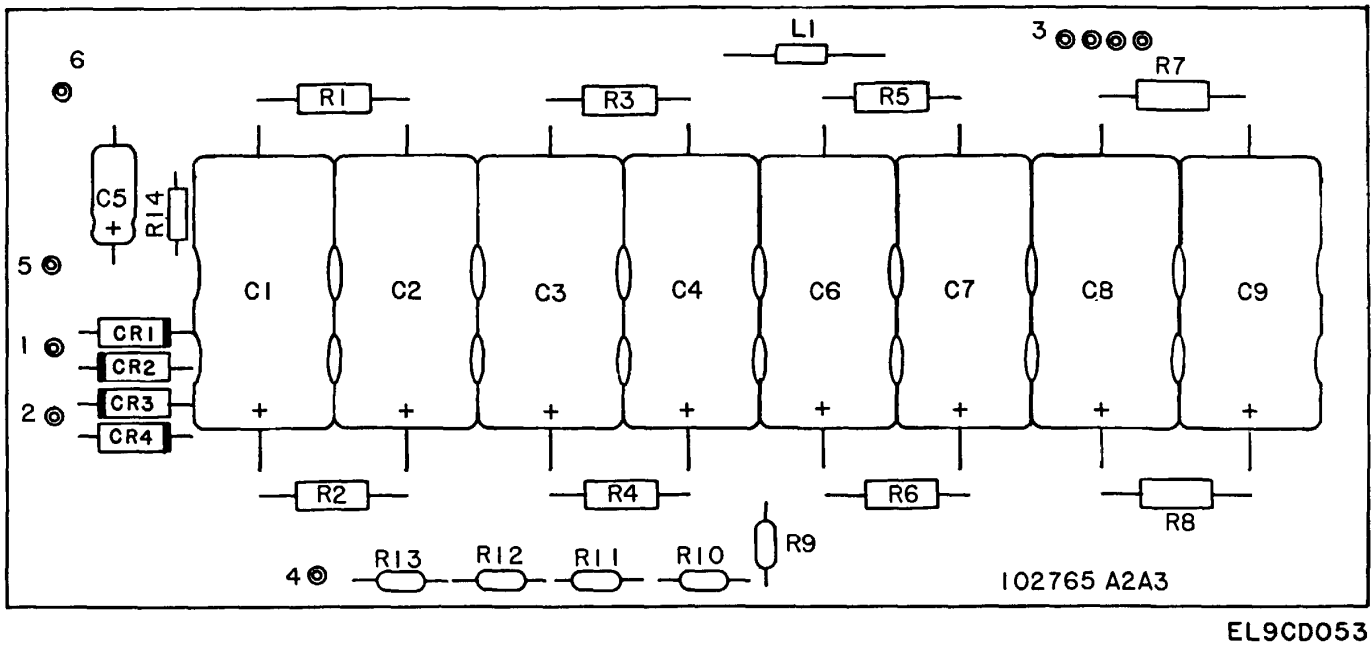 L1
3
6
R1
R3
R5
R7
C5
+
R14
5
C1
C2
C3
C4
C6
C7
C8
C9
1
CR1
CR2
2
CR3
CR4
+ + + + + + + +
R2
R4
R6
R8
R9
4
R13
R12
R11
R10
102765 A2A3
EL9CD053